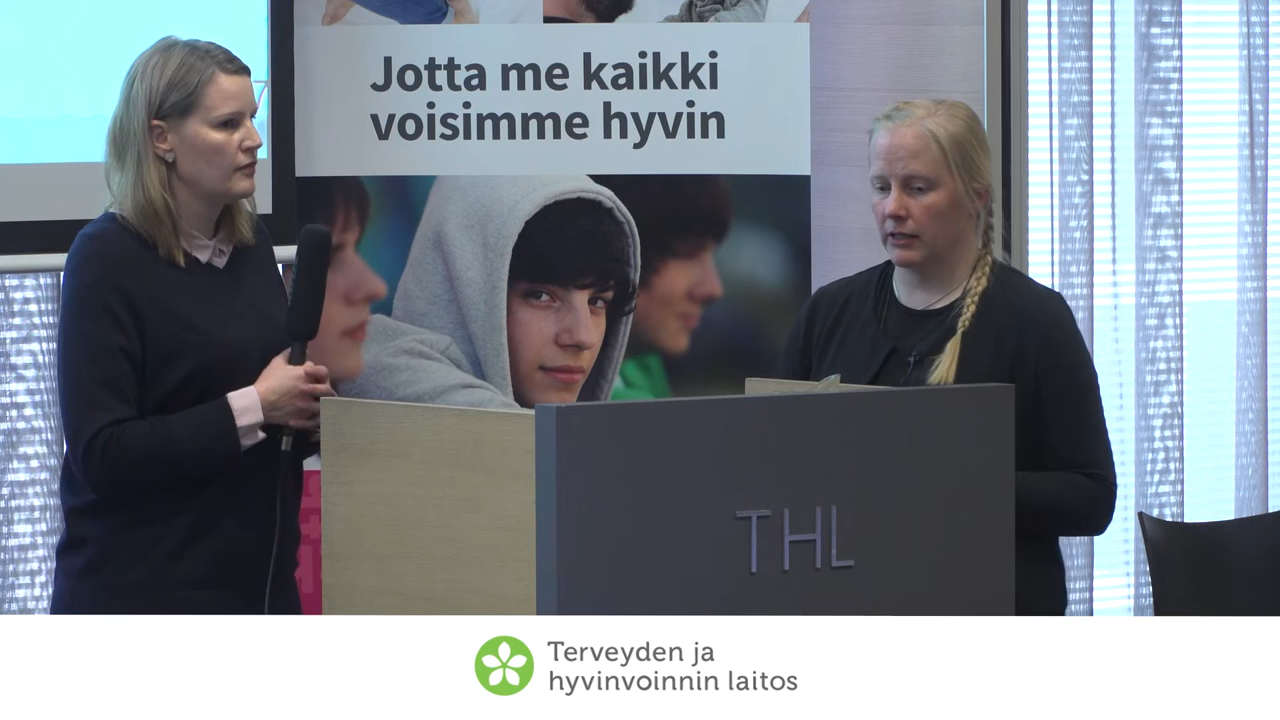 Jotta me kaikki
voisimme hyvin
THL
Terveyden ja
hyvinvoinnin laitos